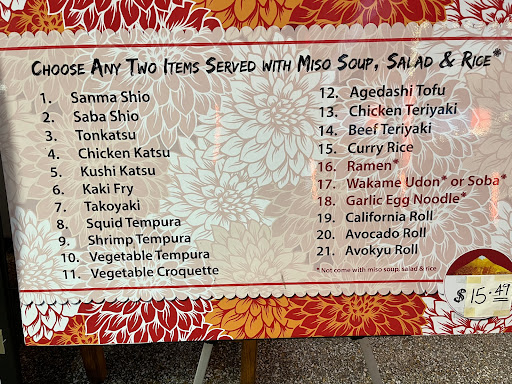 CHOOSE ANY TWO ITEMS SERVED WITH MISO SOUP, SALAD & RICE*
1. Sanma Shio
2. Saba Shio
3. Tonkatsu
4. Chicken Katsu
5. Kushi Katsu
6. Kaki Fry
7. Takoyaki
8. Squid Tempura
9. Shrimp Tempura
10. Vegetable Tempura
11. Vegetable Croquette
12. Agedashi Tofu
13. Chicken Teriyaki
14. Beef Teriyaki
15. Curry Rice
16. Ramen*
17. Wakame Udon* or Soba*
18. Garlic Egg Noodle*
19. California Roll
20. Avocado Roll
21. Avokyu Roll
* Not come with miso soup, salad & rice
$15.49